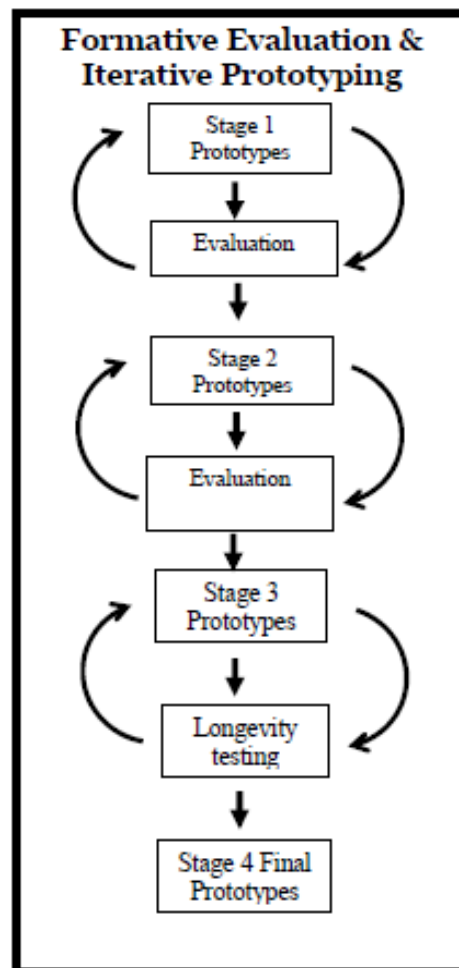 Formative Evaluation &
Iterative Prototyping
Stage 1
Prototypes
Evaluation
Stage 2
Prototypes
Evaluation
Stage 3
Prototypes
Longevity
testing
Stage 4 Final
Prototypes